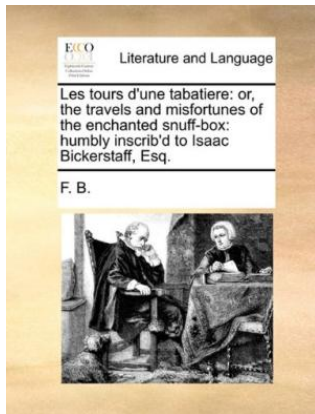 ECCO
Literature and Language
Les tours d'une tabatiere: or,
the travels and misfortunes of
the enchanted snuff-box:
humbly inscrib'd to Isaac
Bickerstaff, Esq.
F. B.